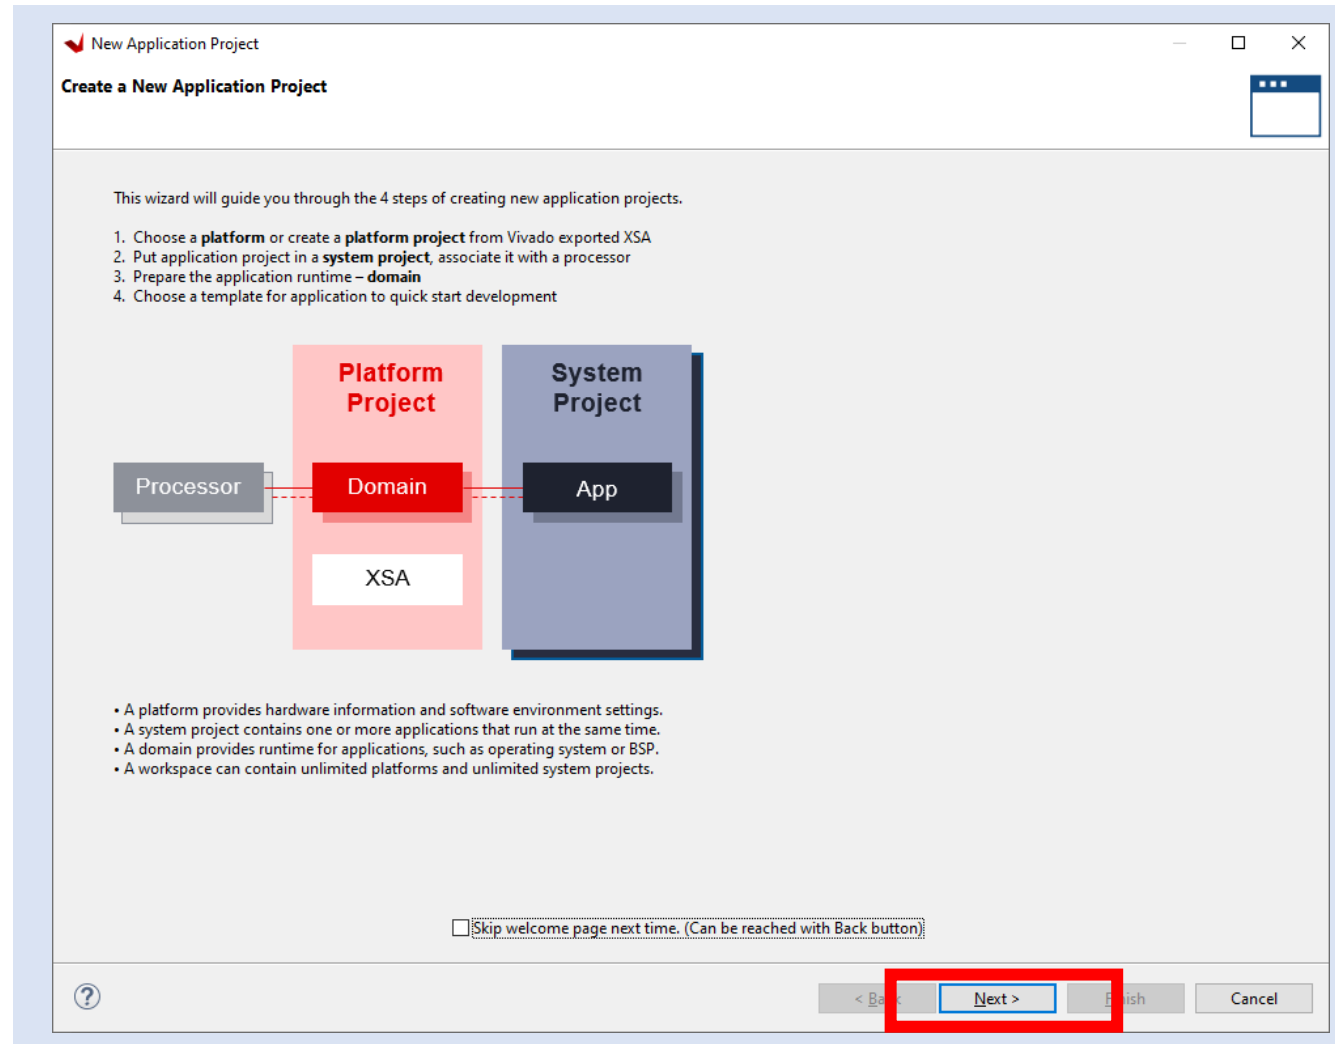 New Application Project
Create a New Application Project
This wizard will guide you through the 4 steps of creating new application projects.
1. Choose a platform or create a platform project from Vivado exported XSA
2. Put application project in a system project, associate it with a processor
3. Prepare the application runtime – domain
4. Choose a template for application to quick start development
Platform
Project
System
Project
Processor
Domain
App
XSA
• A platform provides hardware information and software environment settings.
• A system project contains one or more applications that run at the same time.
• A domain provides runtime for applications, such as operating system or BSP.
• A workspace can contain unlimited platforms and unlimited system projects.
Skip welcome page next time. (Can be reached with Back button)
?
< Back
Next >
Finish
Cancel